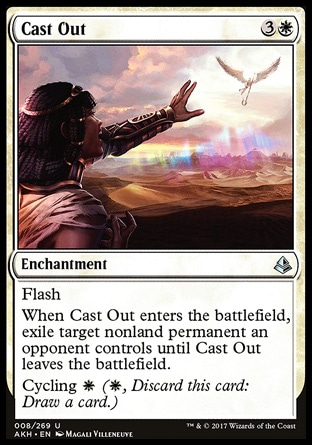 Cast Out 3
Enchantment
Flash
When Cast Out enters the battlefield,
exile target nonland permanent an
opponent controls until Cast Out
leaves the battlefield.
Cycling (, Discard this card:
Draw a card.)
008/269 U
AKH • EN MAGALI VILLENEUVE
™ & © 2017 Wizards of the Coast